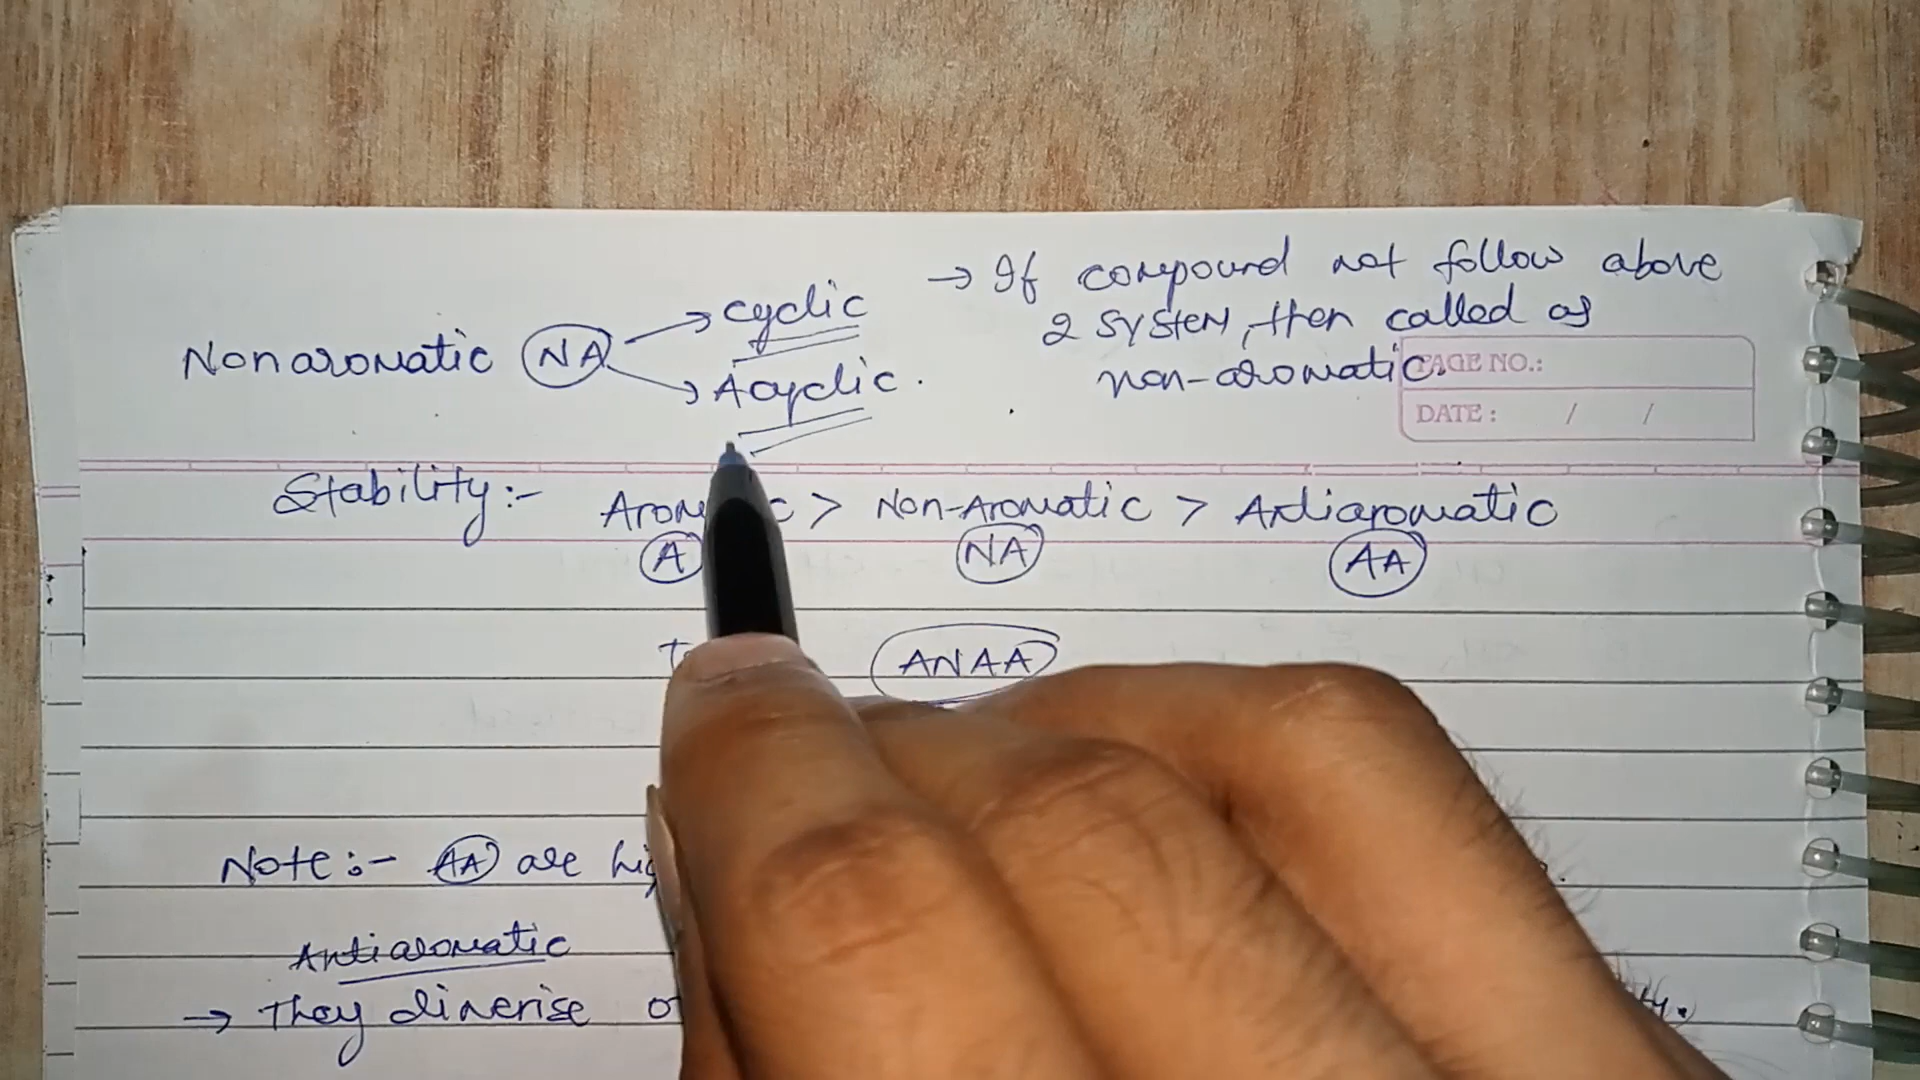 → If compound not follow above
2 system, then called as
non-aromatic.
Nonaromatic NA → cyclic
→ Acyclic.
PAGE NO.:
DATE : / /
Stability:- > Non-Aromatic > Antiaromatic
A NA AA
ANAA
Note:- AA are
Antiaromatic
→ They dimerise